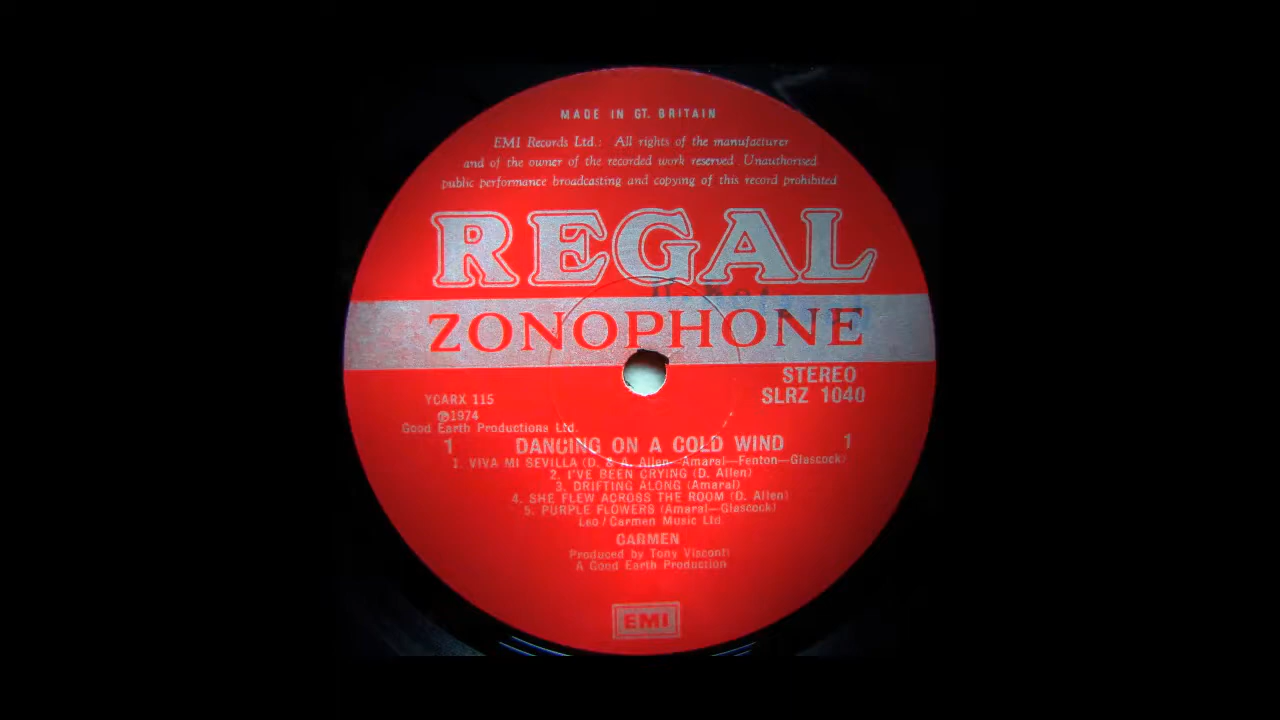 MADE IN GT. BRITAIN
EMI Records Ltd.: All rights of the manufacturer
and of the owner of the recorded work reserved Unauthorised
public performance broadcasting and copying of this record prohibited
REGAL
ZONOPHONE
STEREO
SLRZ 1040
YCARX 115
℗1974
Good Earth Productions Ltd.
1 DANCING ON A COLD WIND 1
1. VIVA MI SEVILLA (D. & A. Allen—Amaral—Fenton—Glascock)
2. I'VE BEEN CRYING (D. Allen)
3. DRIFTING ALONG (Amaral)
4. SHE FLEW ACROSS THE ROOM (D. Allen)
5. PURPLE FLOWERS (Amaral—Glascock)
Leo/Carmen Music Ltd.
CARMEN
Produced by Tony Visconti
A Good Earth Production
EMI